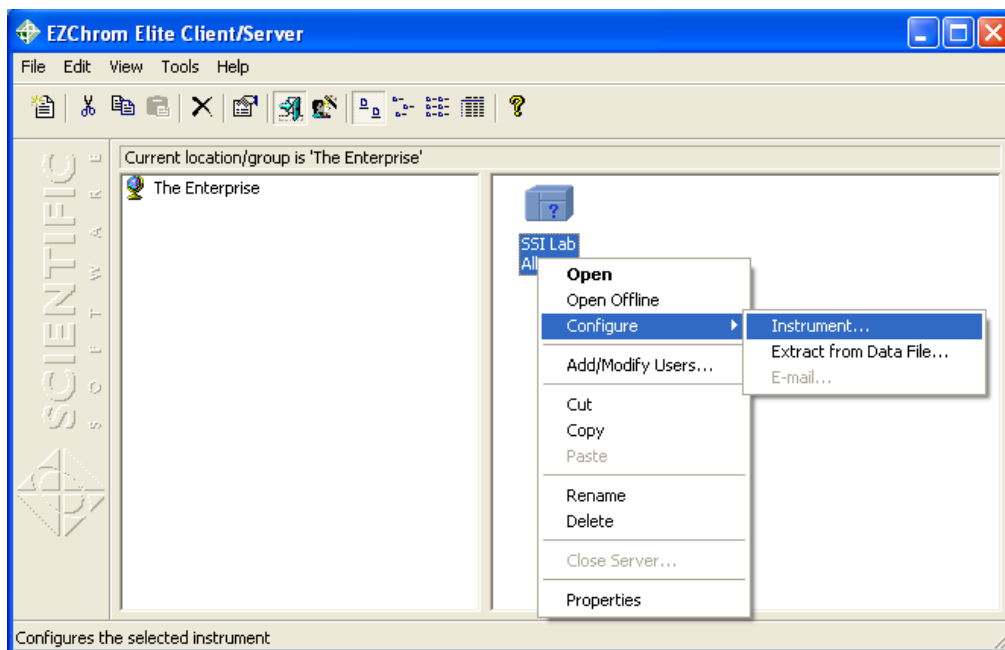 EZChrom Elite Client/Server
File Edit View Tools Help
SCIENTIFIC
SOFTWARE
Current location/group is 'The Enterprise'
The Enterprise
?
SSI Lab
Open
Open Offline
Configure
Instrument...
Extract from Data File...
E-mail...
Add/Modify Users...
Cut
Copy
Paste
Rename
Delete
Close Server...
Properties
Configures the selected instrument